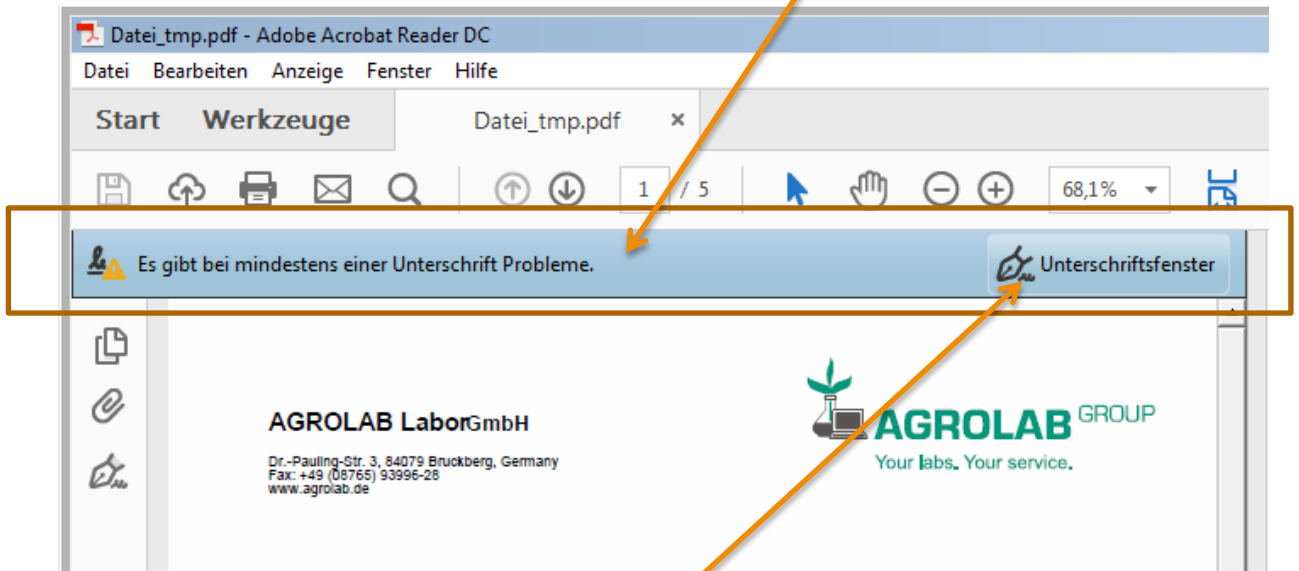 Datei_tmp.pdf - Adobe Acrobat Reader DC
Datei Bearbeiten Anzeige Fenster Hilfe
Start Werkzeuge Datei_tmp.pdf ×
1 / 5 68,1%
Es gibt bei mindestens einer Unterschrift Probleme. Unterschriftsfenster
AGROLAB LaborGmbH
Dr.-Pauling-Str. 3, 84079 Bruckberg, Germany
Fax: +49 (08765) 93996-28
www.agrolab.de
AGROLAB GROUP
Your labs. Your service.